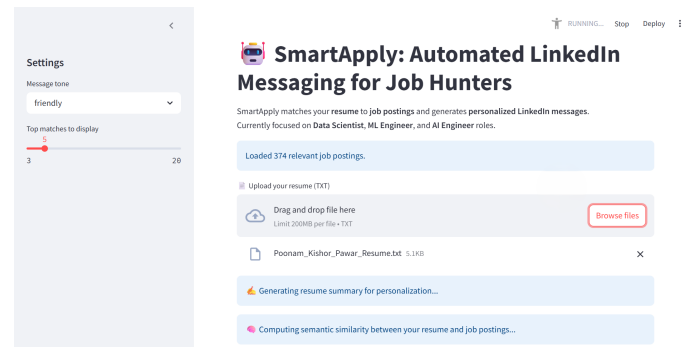 RUNNING... Stop Deploy
Settings
Message tone
friendly
Top matches to display
5
3 20
SmartApply: Automated LinkedIn
Messaging for Job Hunters
SmartApply matches your resume to job postings and generates personalized LinkedIn messages.
Currently focused on Data Scientist, ML Engineer, and AI Engineer roles.
Loaded 374 relevant job postings.
Upload your resume (TXT)
Drag and drop file here
Limit 200MB per file • TXT
Browse files
Poonam_Kishor_Pawar_Resume.txt 5.1KB
Generating resume summary for personalization...
Computing semantic similarity between your resume and job postings...